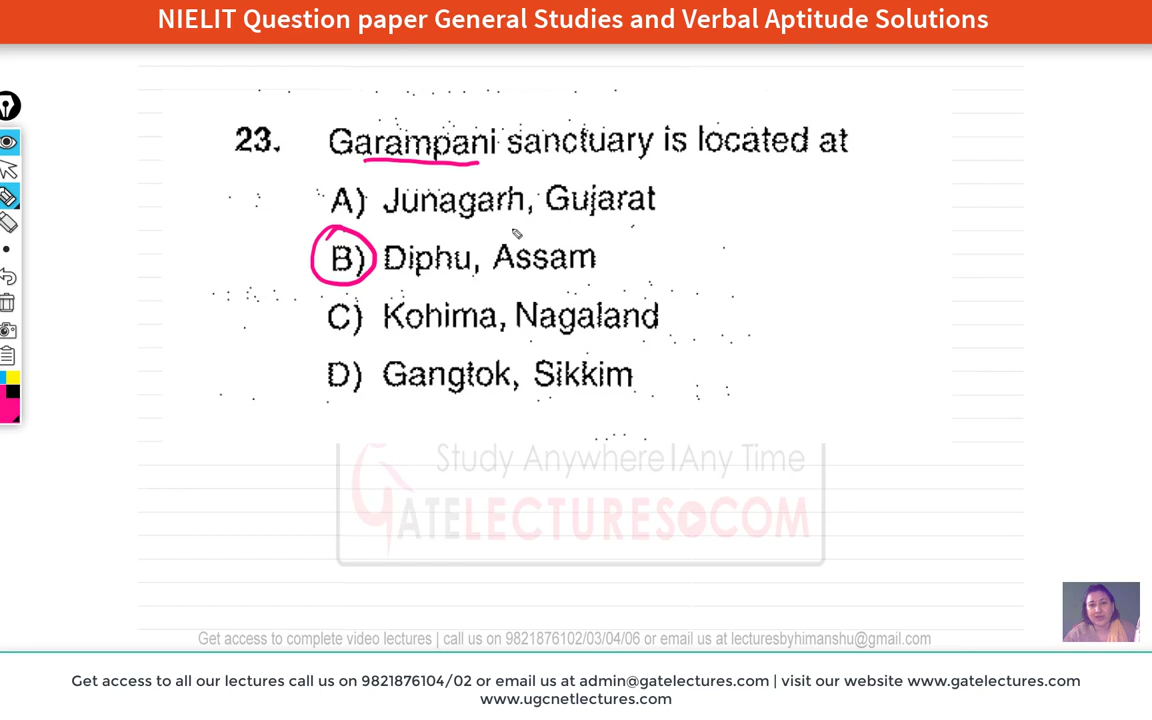 NIELIT Question paper General Studies and Verbal Aptitude Solutions
23. Garampani sanctuary is located at
A) Junagarh, Gujarat
B) Diphu, Assam
C) Kohima, Nagaland
D) Gangtok, Sikkim
Study Anywhere|Any Time
GATELECTURES.COM
Get access to complete video lectures | call us on 9821876102/03/04/06 or email us at lecturesbyhimanshu@gmail.com
Get access to all our lectures call us on 9821876104/02 or email us at admin@gatelectures.com | visit our website www.gatelectures.com
www.ugcnetlectures.com